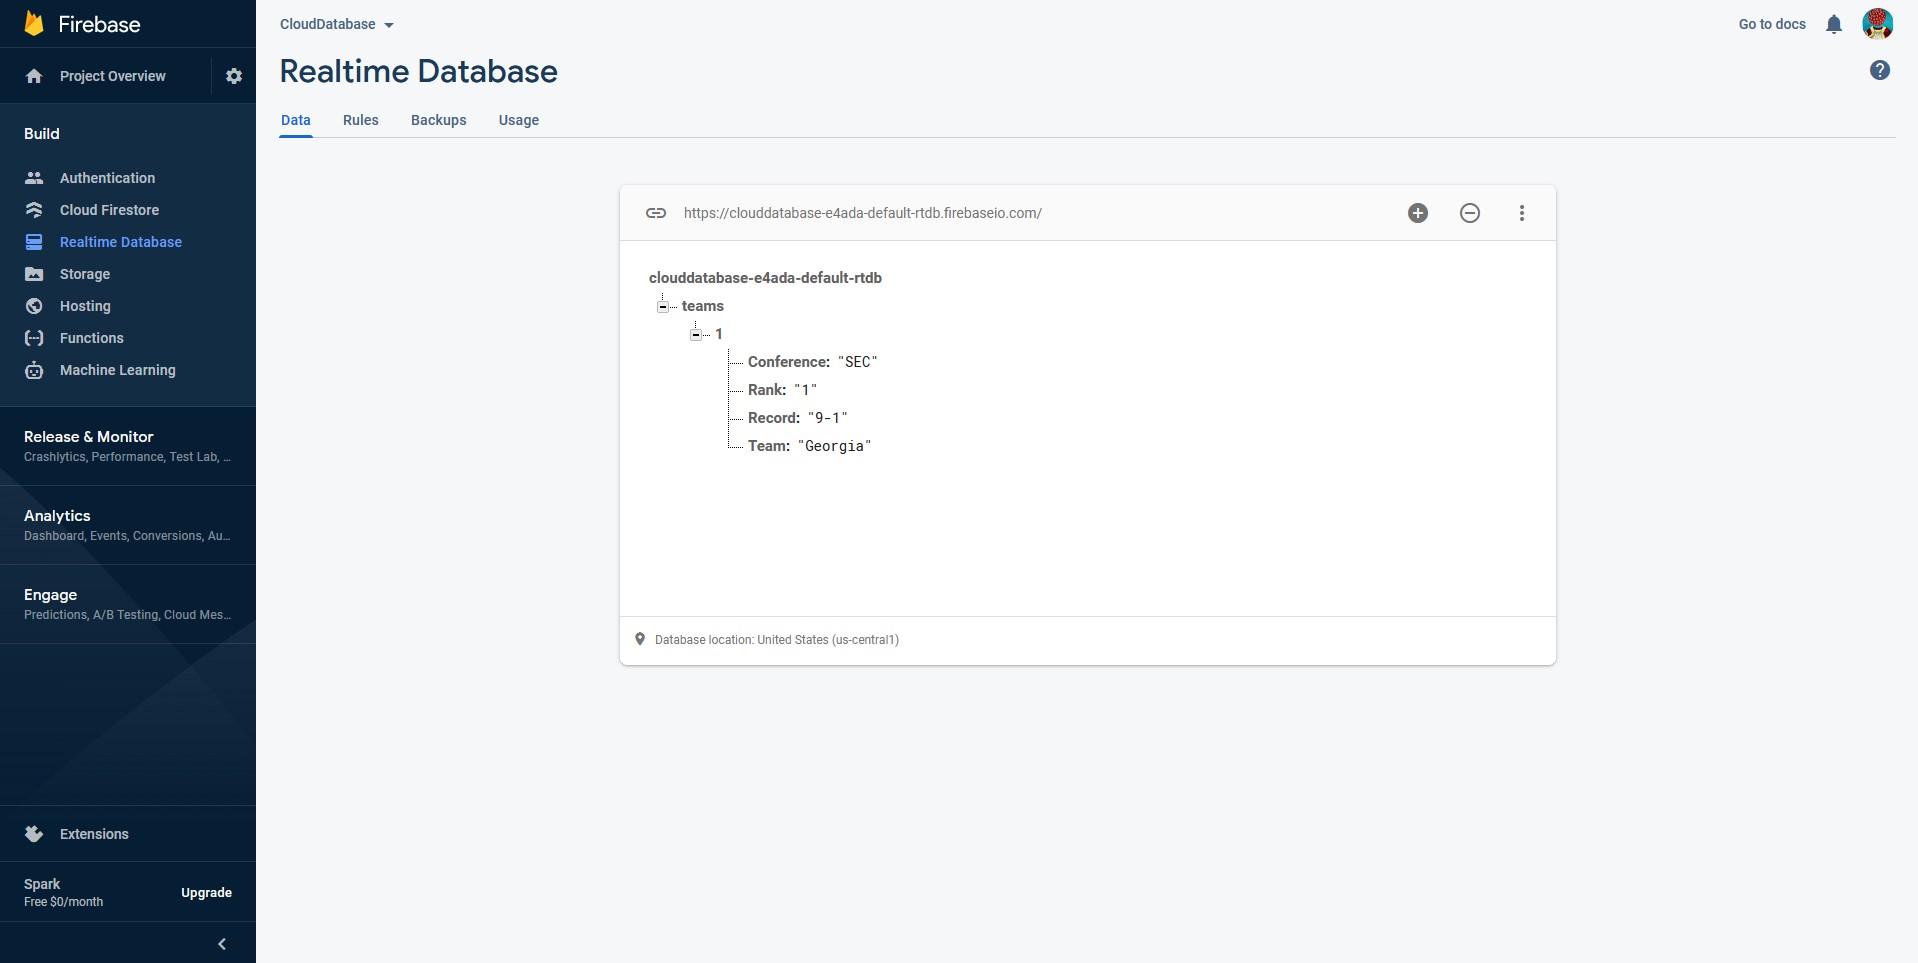 Firebase
Project Overview
Build
Authentication
Cloud Firestore
Realtime Database
Storage
Hosting
Functions
Machine Learning
Release & Monitor
Crashlytics, Performance, Test Lab, ...
Analytics
Dashboard, Events, Conversions, Au...
Engage
Predictions, A/B Testing, Cloud Mes...
Extensions
Spark
Free $0/month
Upgrade
CloudDatabase
Go to docs
Realtime Database
?
Data Rules Backups Usage
https://clouddatabase-e4ada-default-rtdb.firebaseio.com/
clouddatabase-e4ada-default-rtdb
teams
1
Conference: "SEC"
Rank: "1"
Record: "9-1"
Team: "Georgia"
Database location: United States (us-central1)